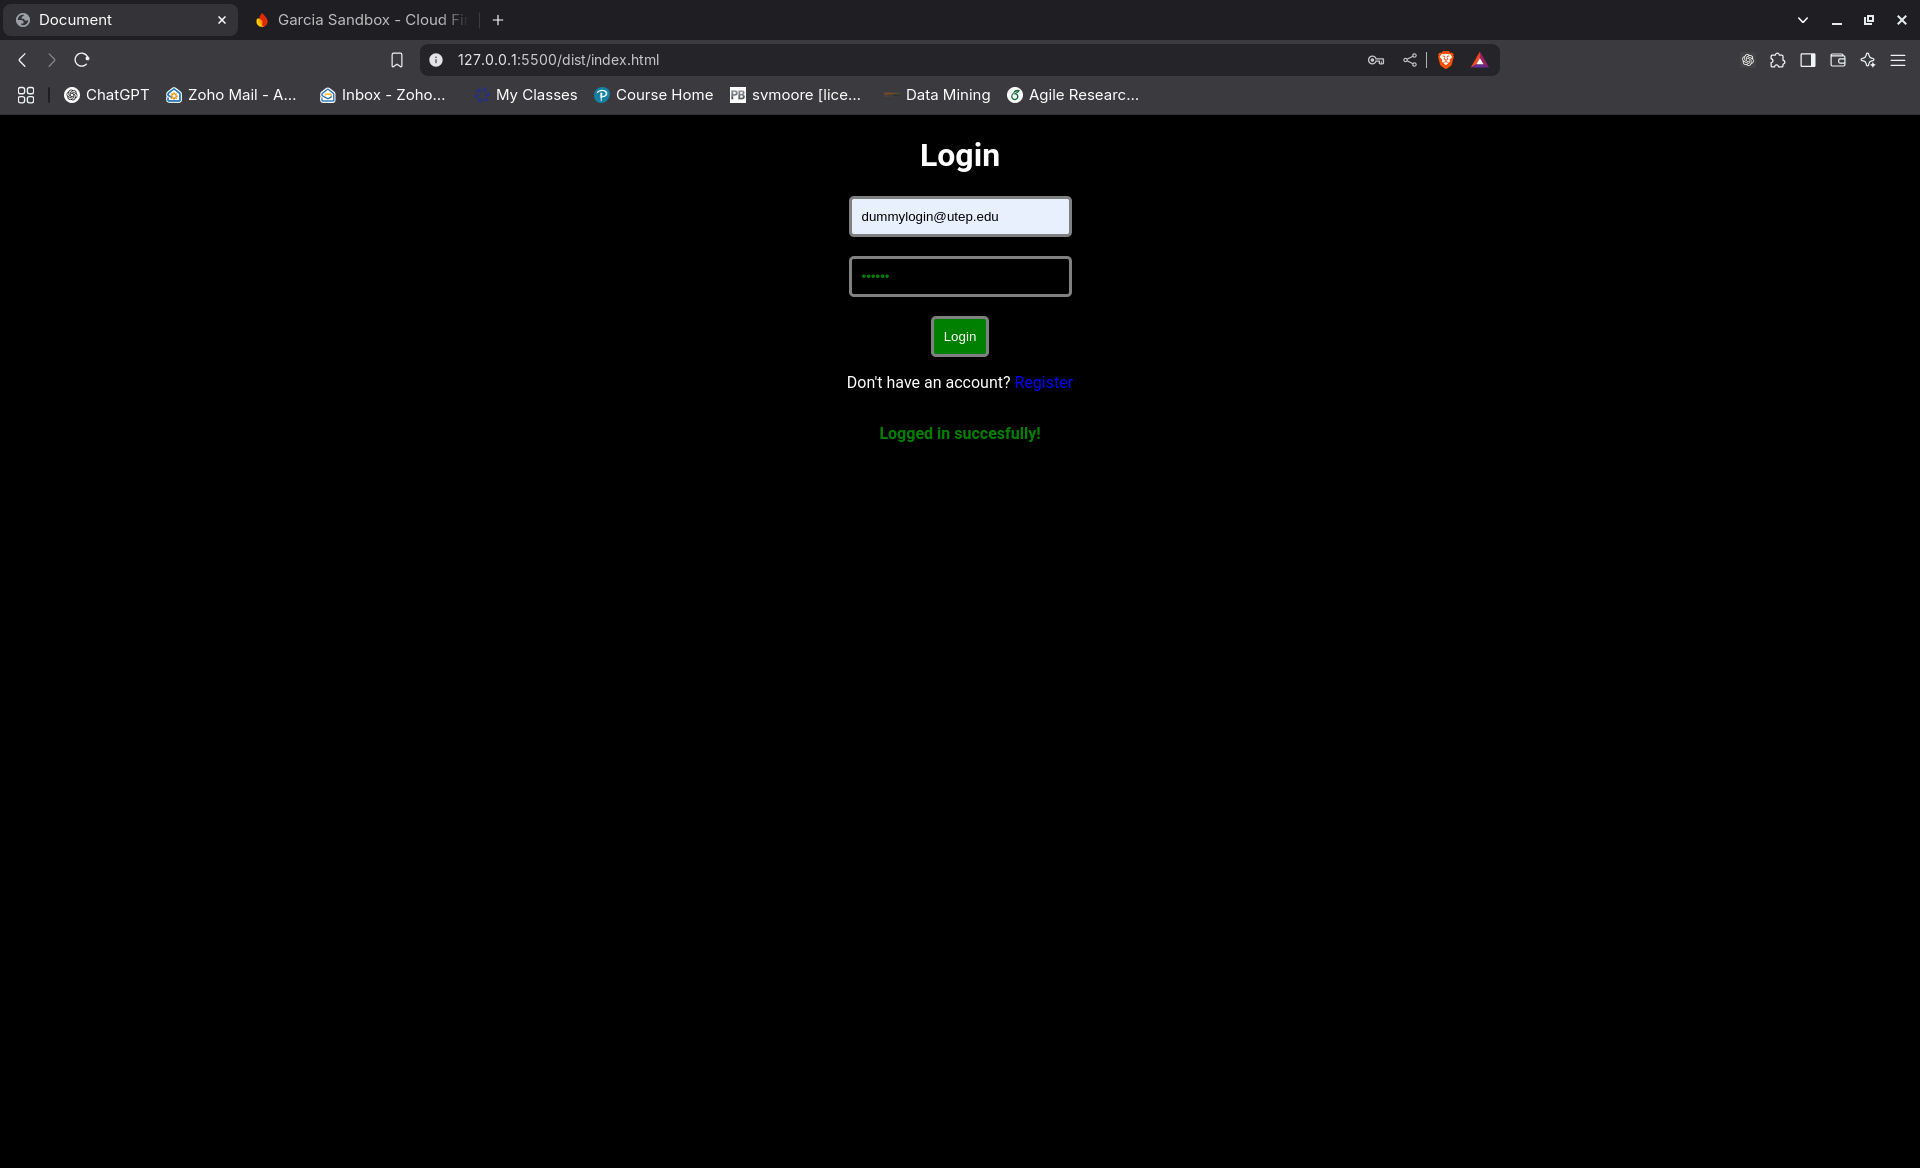 Document
Garcia Sandbox - Cloud Fi
127.0.0.1:5500/dist/index.html
ChatGPT
Zoho Mail - A...
Inbox - Zoho...
My Classes
Course Home
PB
svmoore [lice...
Data Mining
Agile Researc...
Login
dummylogin@utep.edu
••••••
Login
Don't have an account? Register
Logged in succesfully!